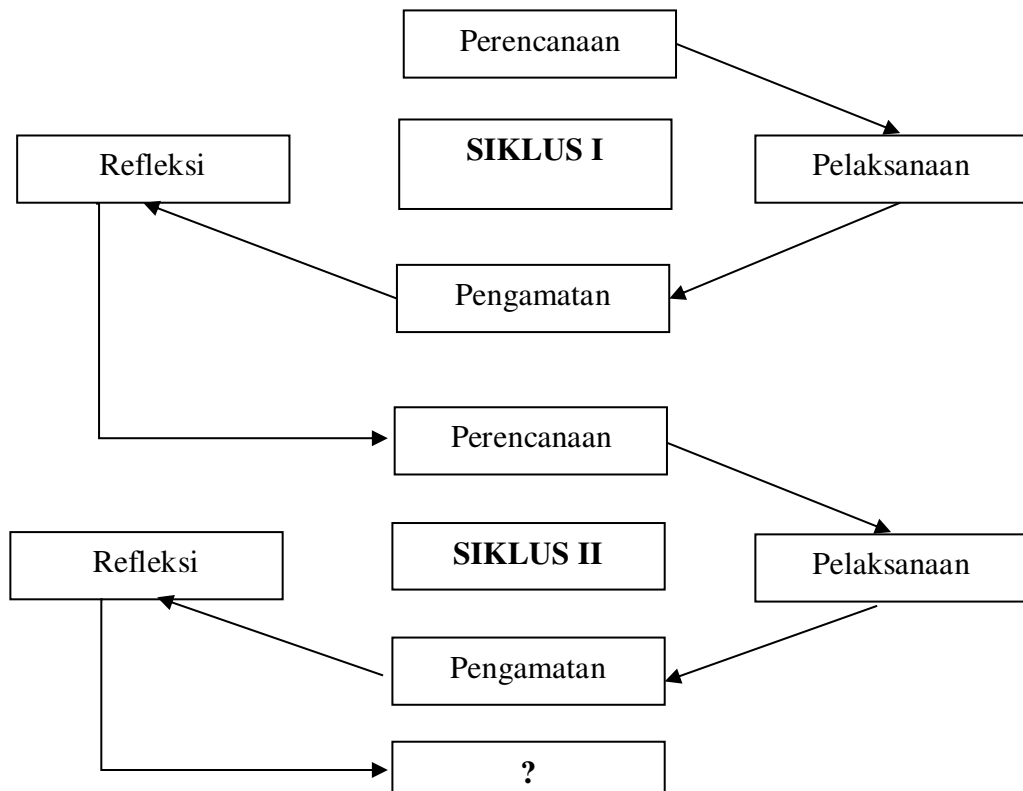 Perencanaan
SIKLUS I
Refleksi
Pelaksanaan
Pengamatan
Perencanaan
SIKLUS II
Refleksi
Pelaksanaan
Pengamatan
?